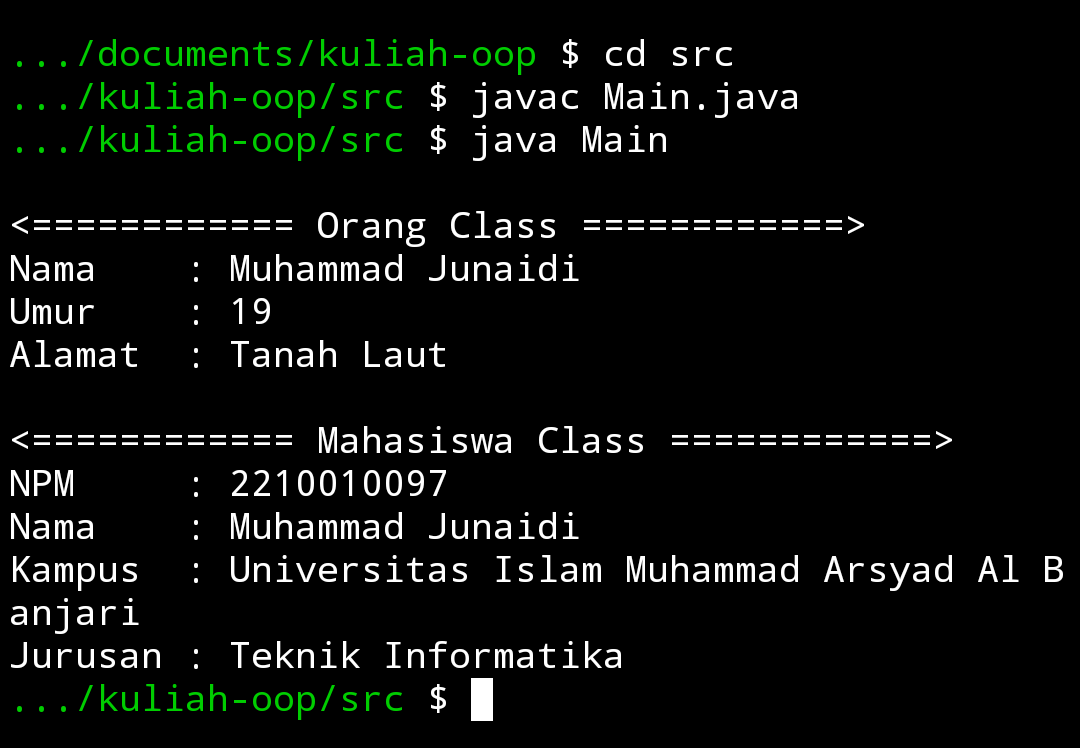 .../documents/kuliah-oop $ cd src
.../kuliah-oop/src $ javac Main.java
.../kuliah-oop/src $ java Main
<============ Orang Class ============>
Nama    : Muhammad Junaidi
Umur    : 19
Alamat  : Tanah Laut
<============ Mahasiswa Class ============>
NPM     : 2210010097
Nama    : Muhammad Junaidi
Kampus  : Universitas Islam Muhammad Arsyad Al B
anjari
Jurusan : Teknik Informatika
.../kuliah-oop/src $